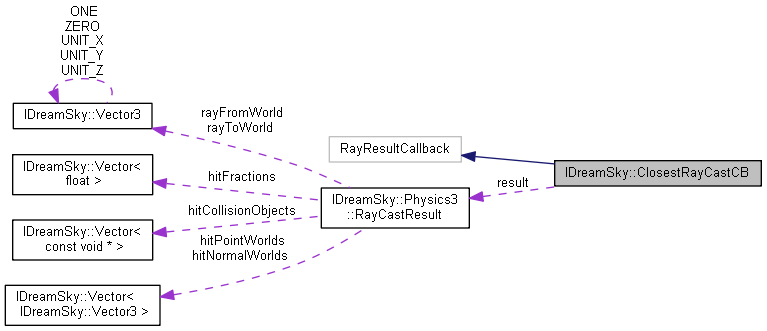 ONE
ZERO
UNIT_X
UNIT_Y
UNIT_Z
IDreamSky::Vector3
rayFromWorld
rayToWorld
RayResultCallback
IDreamSky::ClosestRayCastCB
IDreamSky::Vector<
float >
hitFractions
result
IDreamSky::Physics3
::RayCastResult
hitCollisionObjects
IDreamSky::Vector<
const void * >
hitPointWorlds
hitNormalWorlds
IDreamSky::Vector<
IDreamSky::Vector3 >